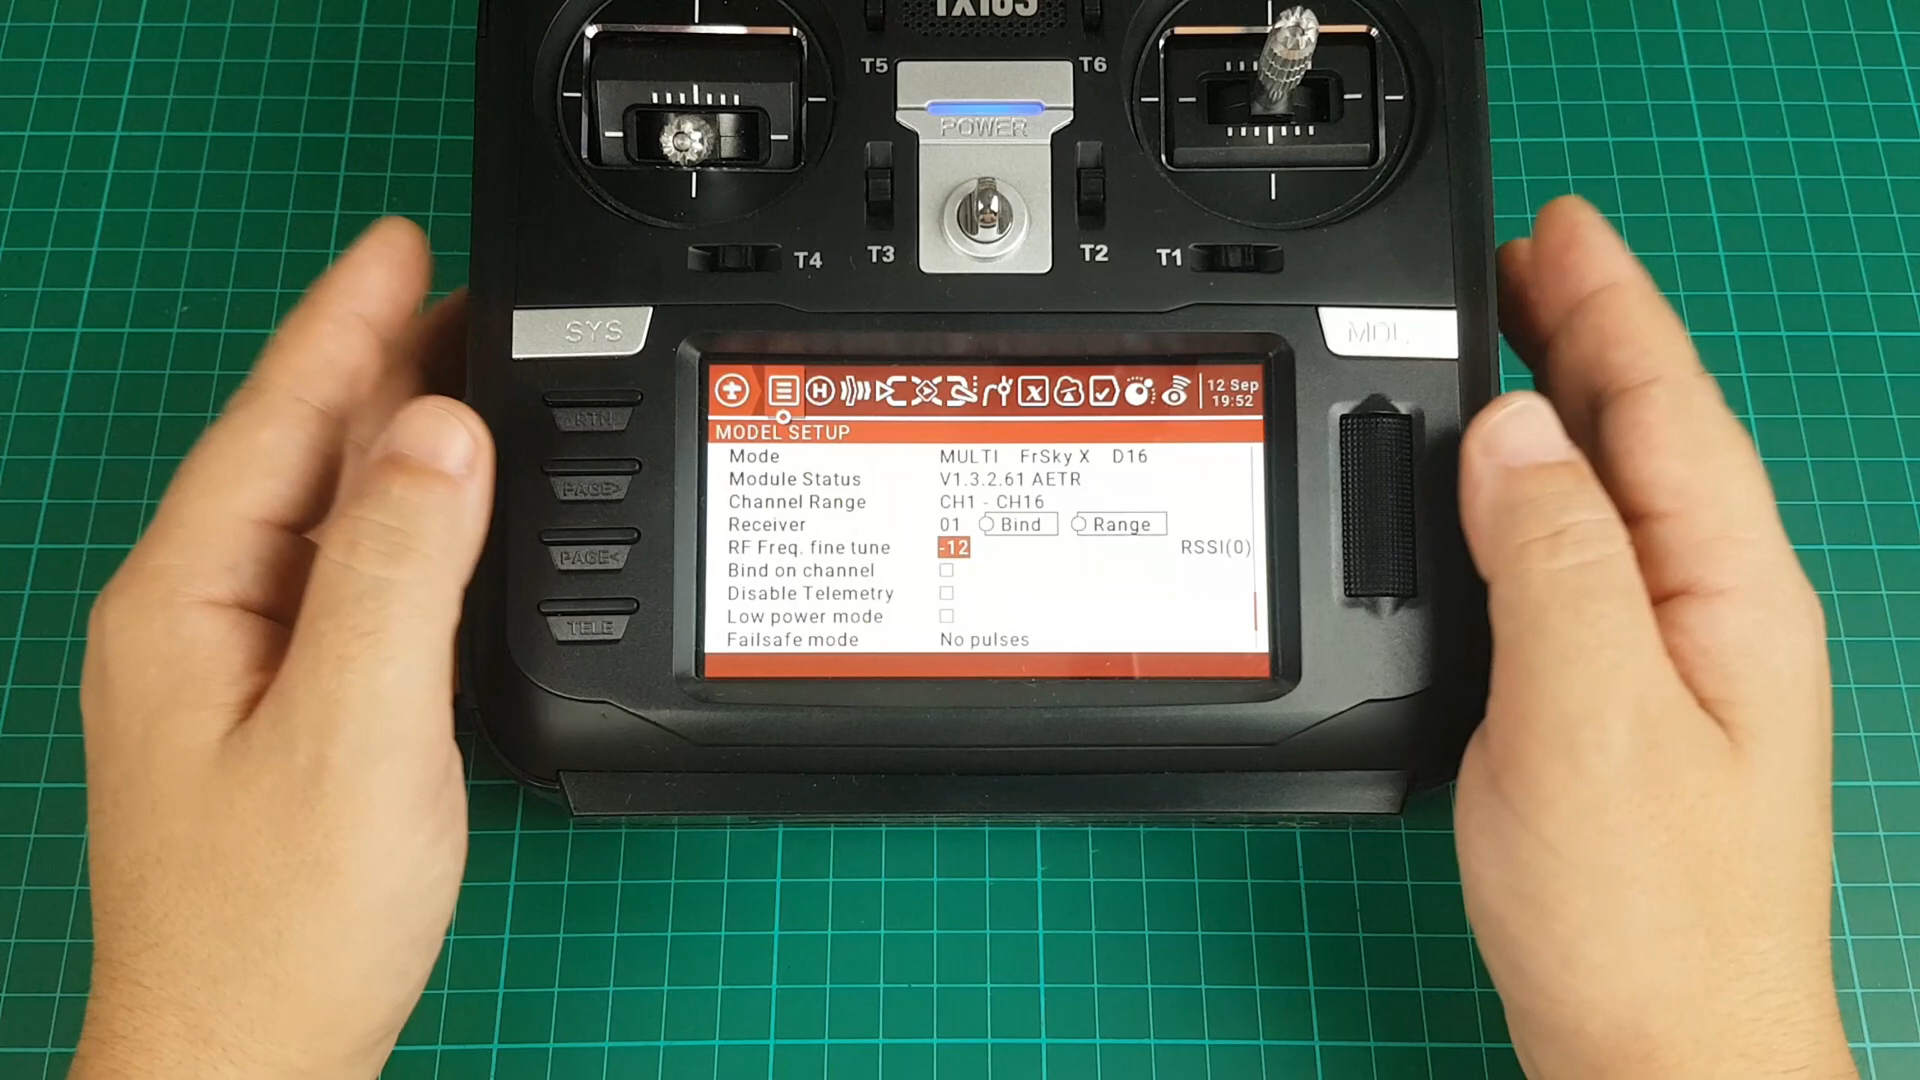 TX16S
T5
T6
POWER
T4
T3
T2
T1
SYS
MDL
RTN
PAGE>
PAGE<
TELE
12 Sep
19:52
MODEL SETUP
Mode MULTI FrSky X D16
Module Status V1.3.2.61 AETR
Channel Range CH1 - CH16
Receiver 01 Bind Range
RF Freq. fine tune -12 RSSI(0)
Bind on channel
Disable Telemetry
Low power mode
Failsafe mode No pulses